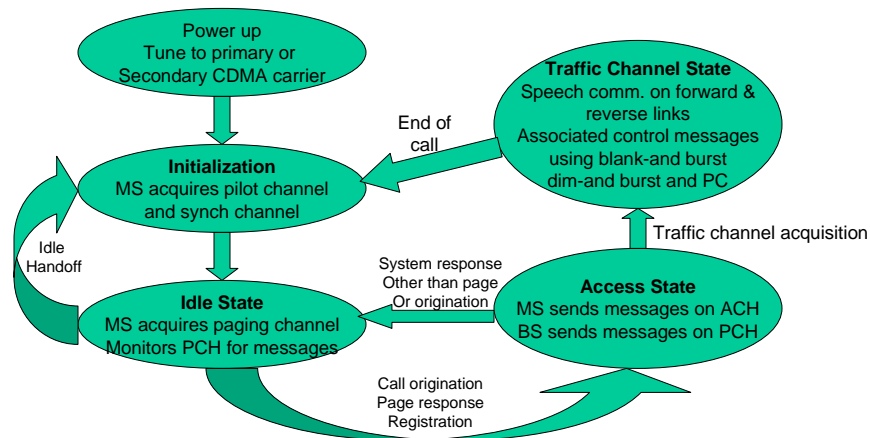 Power up
Tune to primary or
Secondary CDMA carrier
Traffic Channel State
Speech comm. on forward &
reverse links
Associated control messages
using blank-and burst
dim-and burst and PC
End of
call
Initialization
MS acquires pilot channel
and synch channel
Idle
Handoff
Traffic channel acquisition
System response
Other than page
Or origination
Idle State
MS acquires paging channel
Monitors PCH for messages
Access State
MS sends messages on ACH
BS sends messages on PCH
Call origination
Page response
Registration